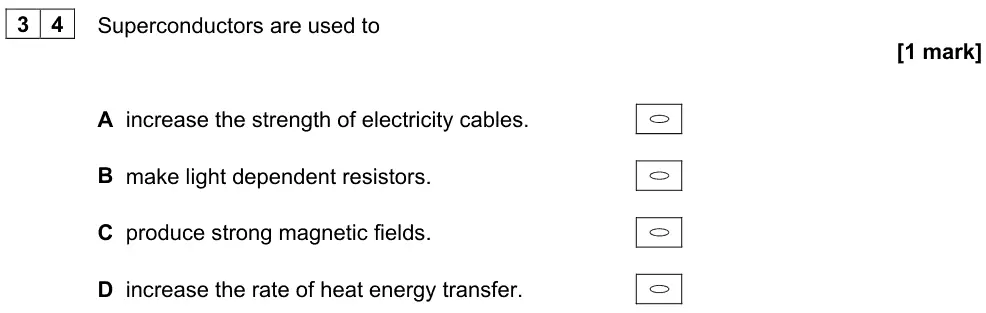 3 4 Superconductors are used to
[1 mark]
A increase the strength of electricity cables.
B make light dependent resistors.
C produce strong magnetic fields.
D increase the rate of heat energy transfer.